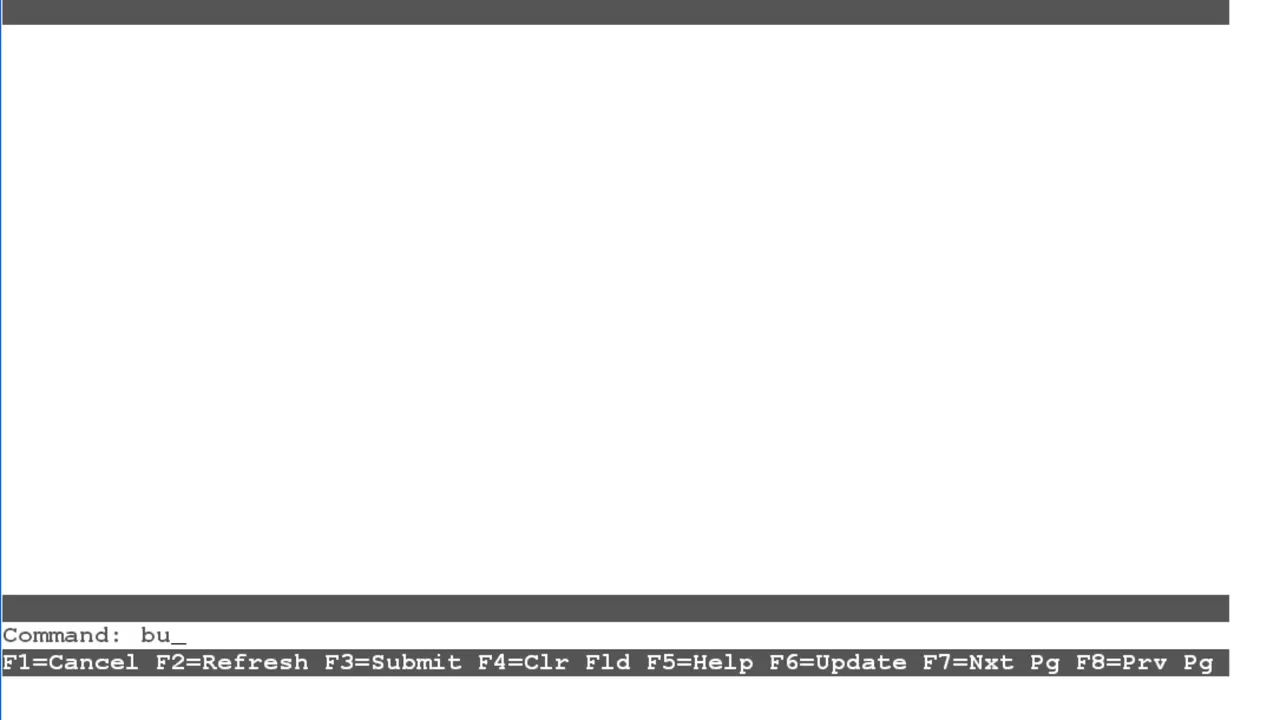 Command: bu_
F1=Cancel F2=Refresh F3=Submit F4=Clr Fld F5=Help F6=Update F7=Nxt Pg F8=Prv Pg